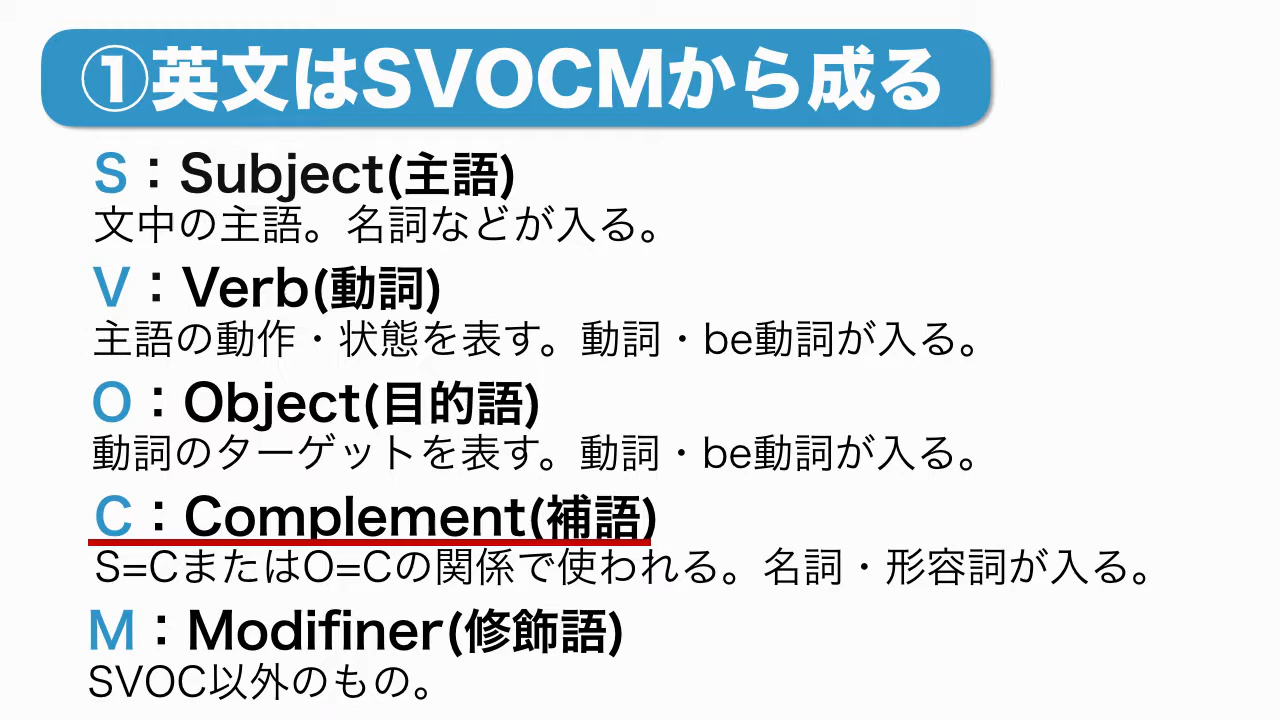 ①英文はSVOCMから成る
S：Subject(主語)
文中の主語。名詞などが入る。
V：Verb(動詞)
主語の動作・状態を表す。動詞・be動詞が入る。
O：Object(目的語)
動詞のターゲットを表す。動詞・be動詞が入る。
C：Complement(補語)
S=CまたはO=Cの関係で使われる。名詞・形容詞が入る。
M：Modifiner(修飾語)
SVOC以外のもの。